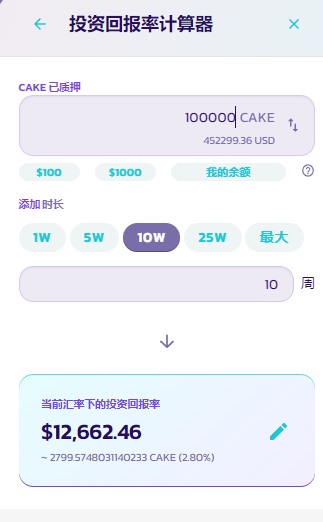 投资回报率计算器
CAKE 已质押
100000 CAKE
452299.36 USD
$100 $1000 我的余额
添加时长
1W 5W 10W 25W 最大
10 周
当前汇率下的投资回报率
$12,662.46
~ 2799.5748031140233 CAKE (2.80%)